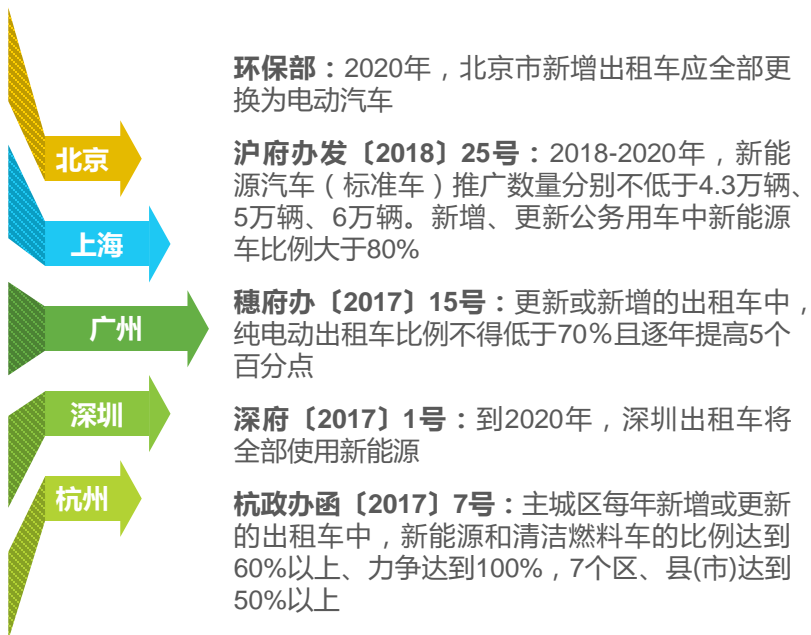 环保部：2020年，北京市新增出租车应全部更
换为电动汽车
北京
沪府办发〔2018〕25号：2018-2020年，新能
源汽车（标准车）推广数量分别不低于4.3万辆、
5万辆、6万辆。新增、更新公务用车中新能源
车比例大于80%
上海
穗府办〔2017〕15号：更新或新增的出租车中，
纯电动出租车比例不得低于70%且逐年提高5个
百分点
广州
深府〔2017〕1号：到2020年，深圳出租车将
全部使用新能源
深圳
杭政办函〔2017〕7号：主城区每年新增或更新
的出租车中，新能源和清洁燃料车的比例达到
60%以上、力争达到100%，7个区、县(市)达到
50%以上
杭州